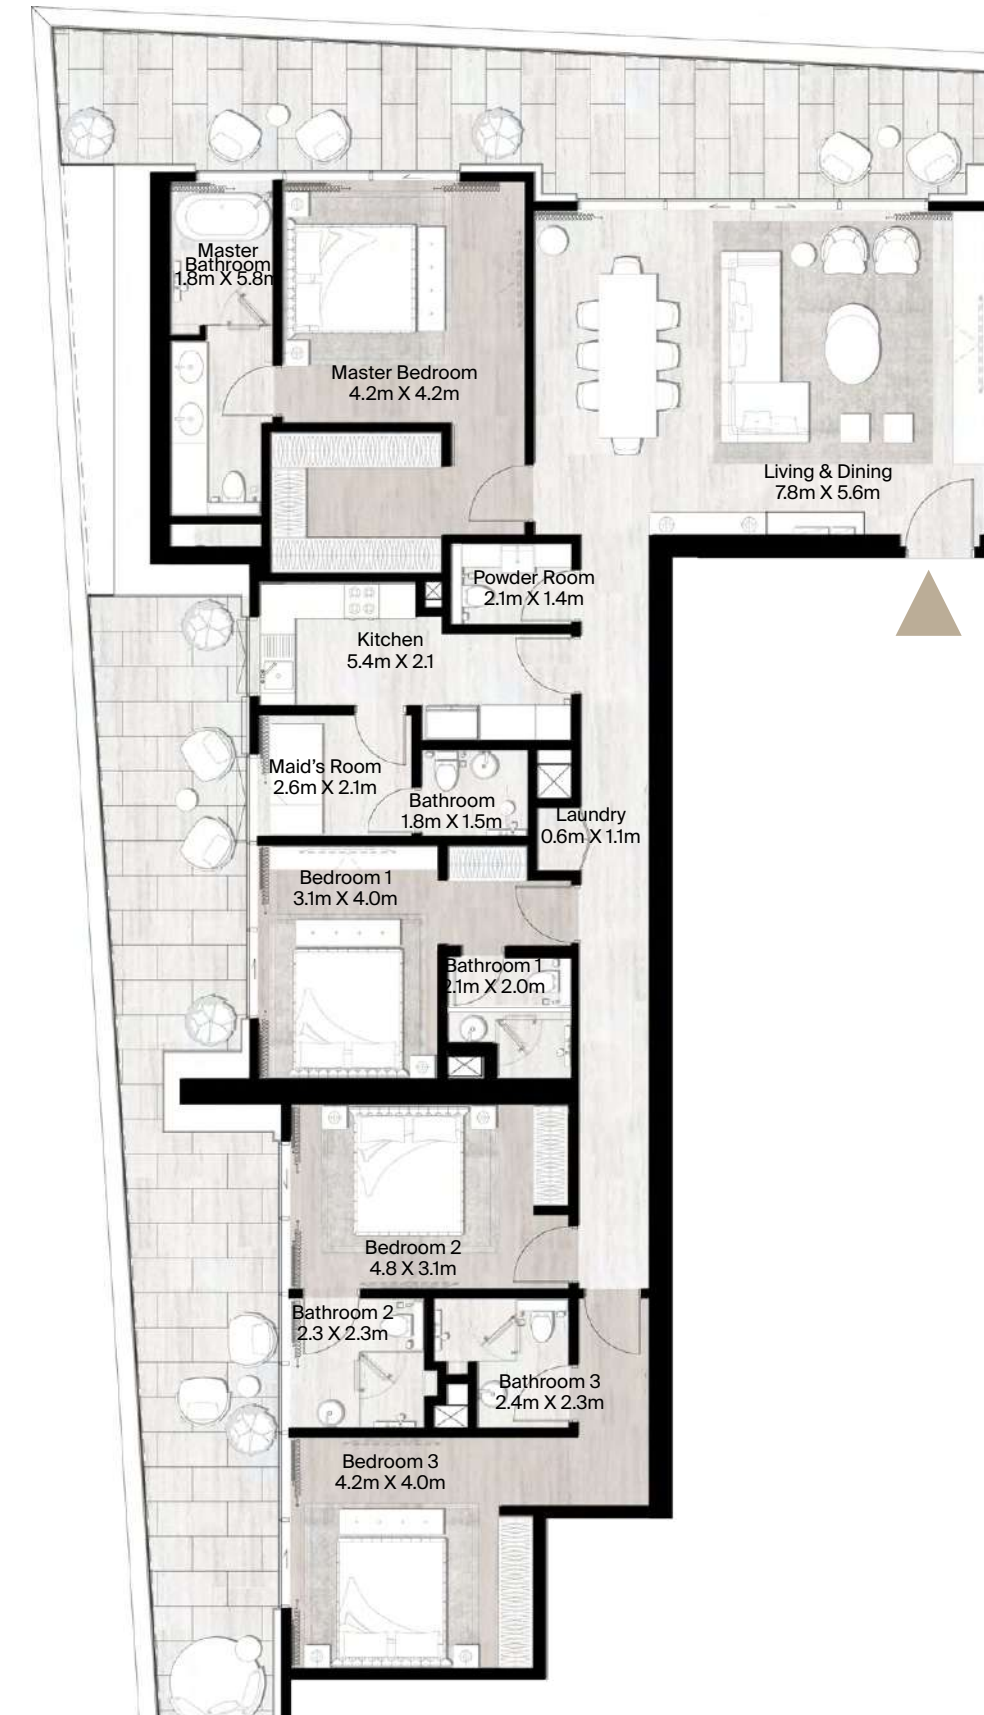 Master
Bathroom
1.8m X 5.8m
Master Bedroom
4.2m X 4.2m
Living & Dining
7.8m X 5.6m
Powder Room
2.1m X 1.4m
Kitchen
5.4m X 2.1
Maid's Room
2.6m X 2.1m
Bathroom
1.8m X 1.5m
Laundry
0.6m X 1.1m
Bedroom 1
3.1m X 4.0m
Bathroom 1
2.1m X 2.0m
Bedroom 2
4.8 X 3.1m
Bathroom 2
2.3 X 2.3m
Bathroom 3
2.4m X 2.3m
Bedroom 3
4.2m X 4.0m